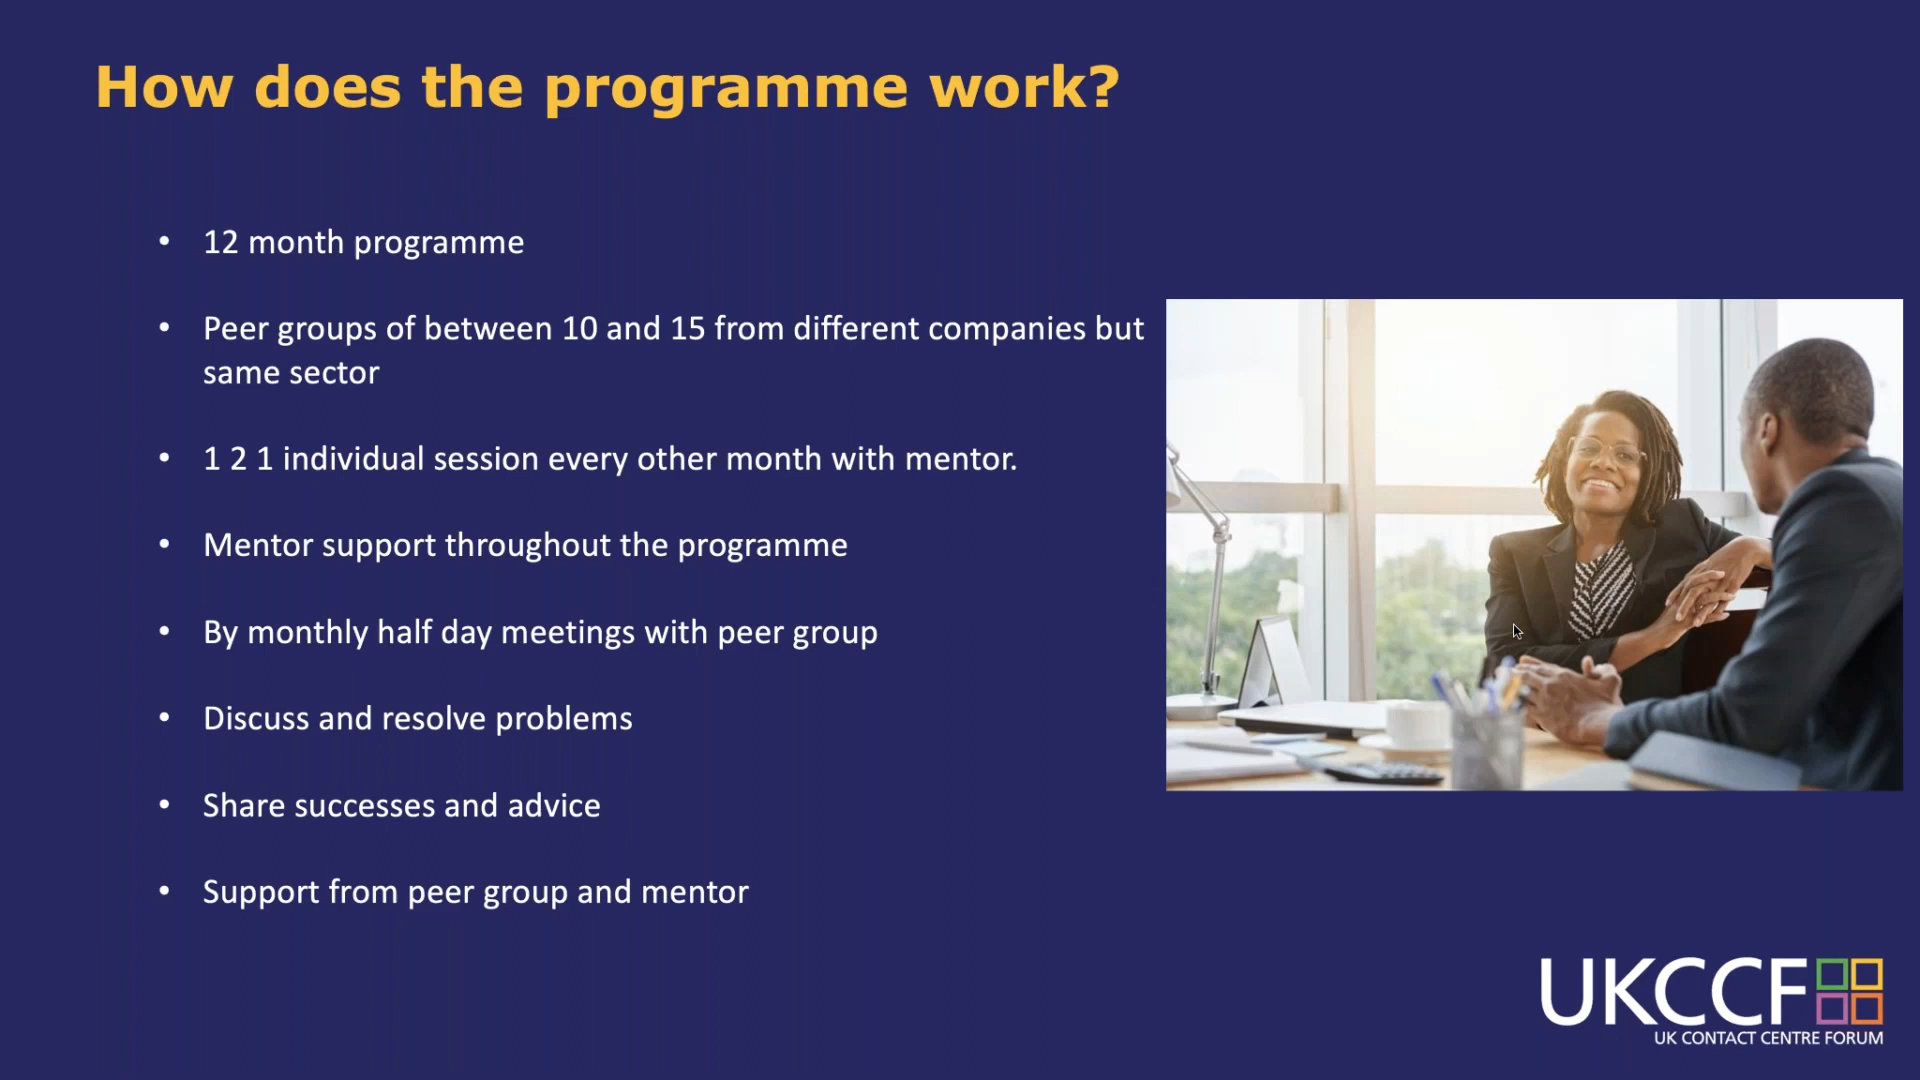 How does the programme work?
• 12 month programme
• Peer groups of between 10 and 15 from different companies but
same sector
• 1 2 1 individual session every other month with mentor.
• Mentor support throughout the programme
• By monthly half day meetings with peer group
• Discuss and resolve problems
• Share successes and advice
• Support from peer group and mentor
UKCCF
UK CONTACT CENTRE FORUM